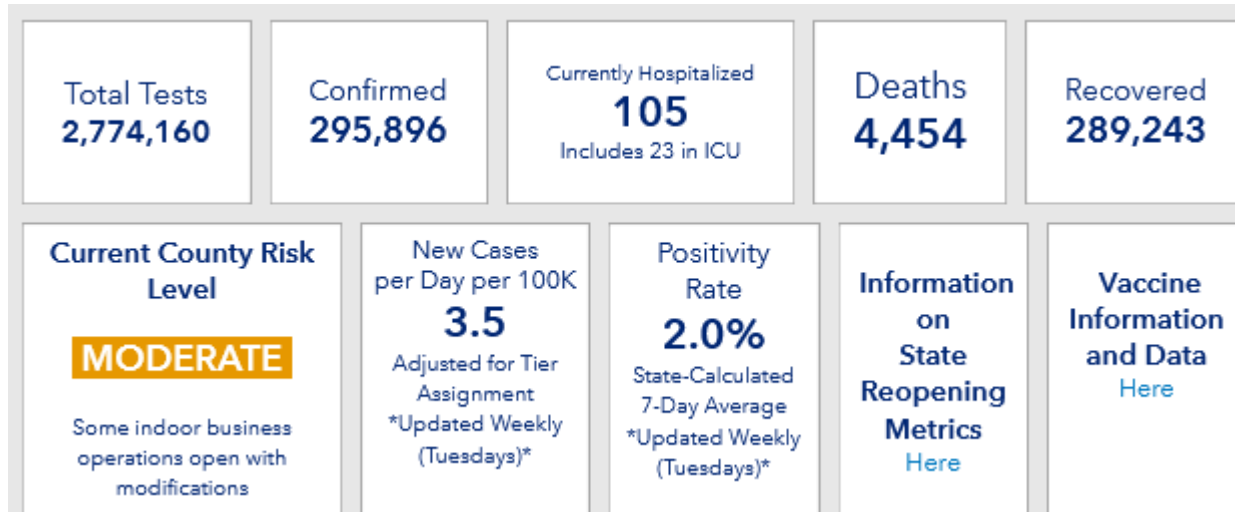 Total Tests
2,774,160
Confirmed
295,896
Currently Hospitalized
105
Includes 23 in ICU
Deaths
4,454
Recovered
289,243
Current County Risk
Level
MODERATE
Some indoor business
operations open with
modifications
New Cases
per Day per 100K
3.5
Adjusted for Tier
Assignment
*Updated Weekly
(Tuesdays)*
Positivity
Rate
2.0%
State-Calculated
7-Day Average
*Updated Weekly
(Tuesdays)*
Information
on
State
Reopening
Metrics
Here
Vaccine
Information
and Data
Here